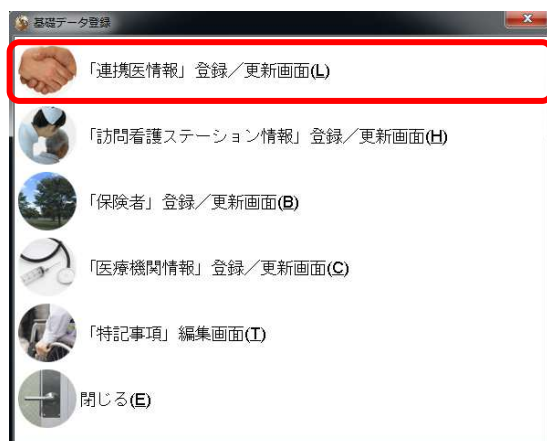 基礎データ登録
「連携医情報」登録／更新画面(L)
「訪問看護ステーション情報」登録／更新画面(H)
「保険者」登録／更新画面(B)
「医療機関情報」登録／更新画面(C)
「特記事項」編集画面(T)
閉じる(E)